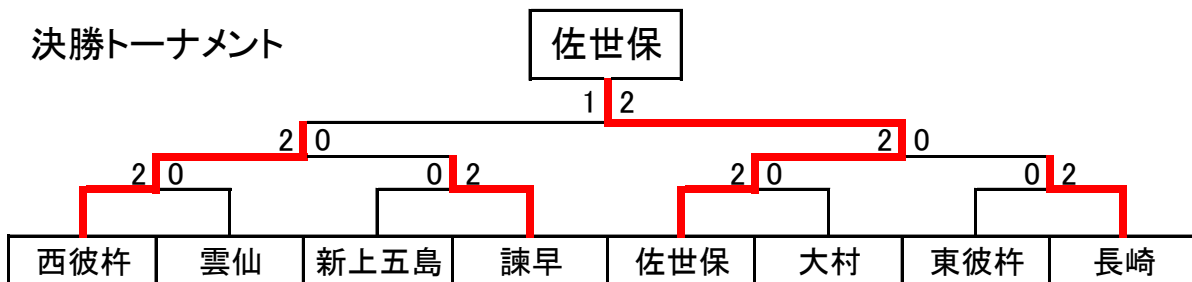 決勝トーナメント
佐世保
1 2
2 0 2 0
2 0 0 2 2 0 0 2
西彼杵 雲仙 新上五島 諫早 佐世保 大村 東彼杵 長崎